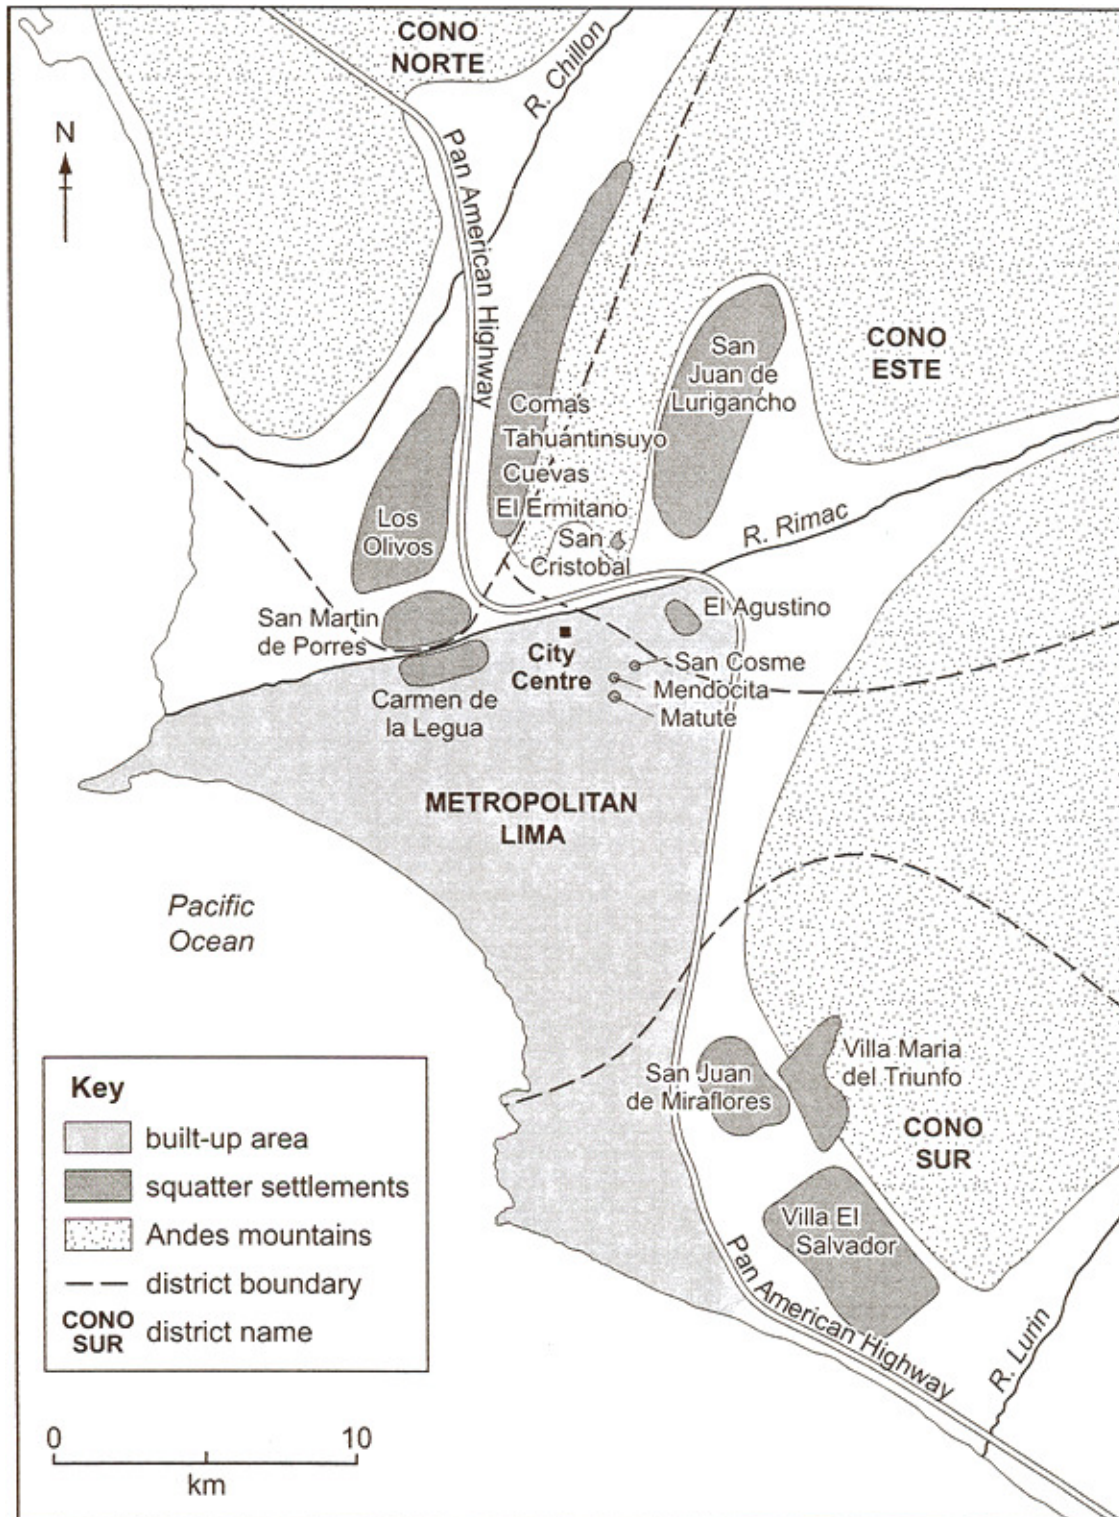 CONO
NORTE
R. Chillon
N
Pan American Highway
CONO
ESTE
San
Juan de
Lurigancho
Comas
Tahuantinsuyo
Cuevas
El Ermitano
Los
Olivos
San
Cristobal
R. Rimac
San Martin
de Porres
El Agustino
City
Centre
San Cosme
Mendocita
Matute
Carmen de
la Legua
METROPOLITAN
LIMA
Pacific
Ocean
Villa Maria
del Triunfo
San Juan
de Miraflores
CONO
SUR
Villa El
Salvador
Pan American Highway
R. Lurin
Key
built-up area
squatter settlements
Andes mountains
district boundary
CONO
SUR
district name
0 10
km